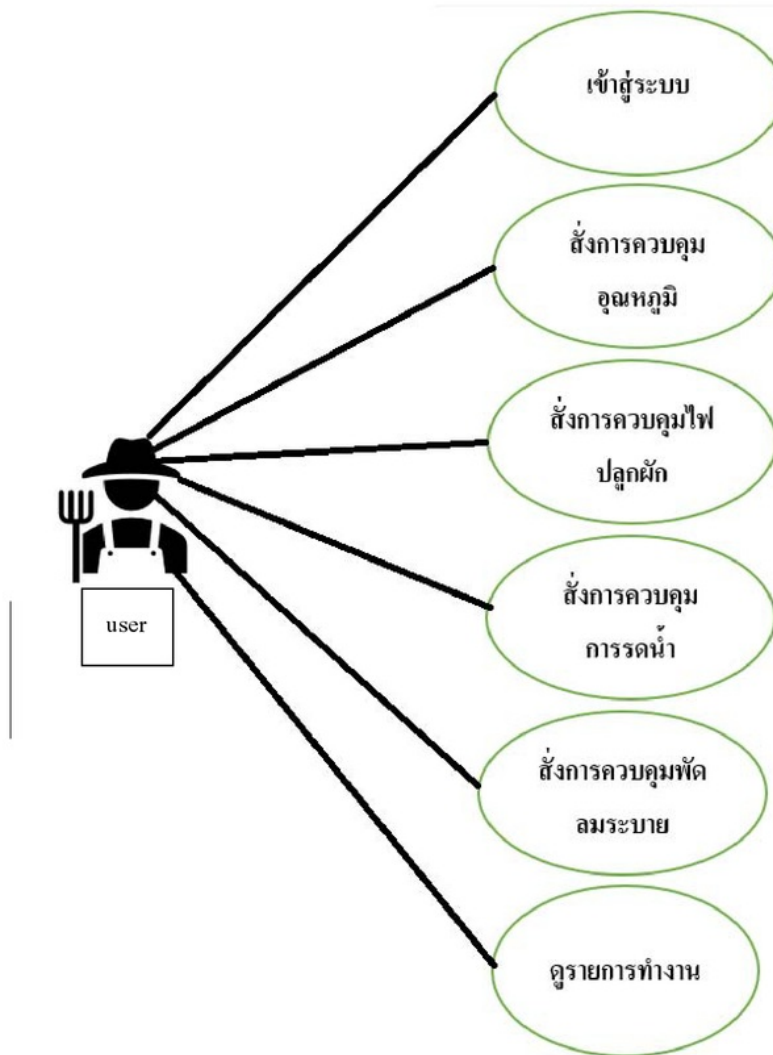 เข้าสู่ระบบ
สั่งการควบคุม
อุณหภูมิ
สั่งการควบคุมไฟ
ปลูกผัก
สั่งการควบคุม
การรดน้ำ
สั่งการควบคุมพัด
ลมระบาย
ดูรายการทำงาน
user